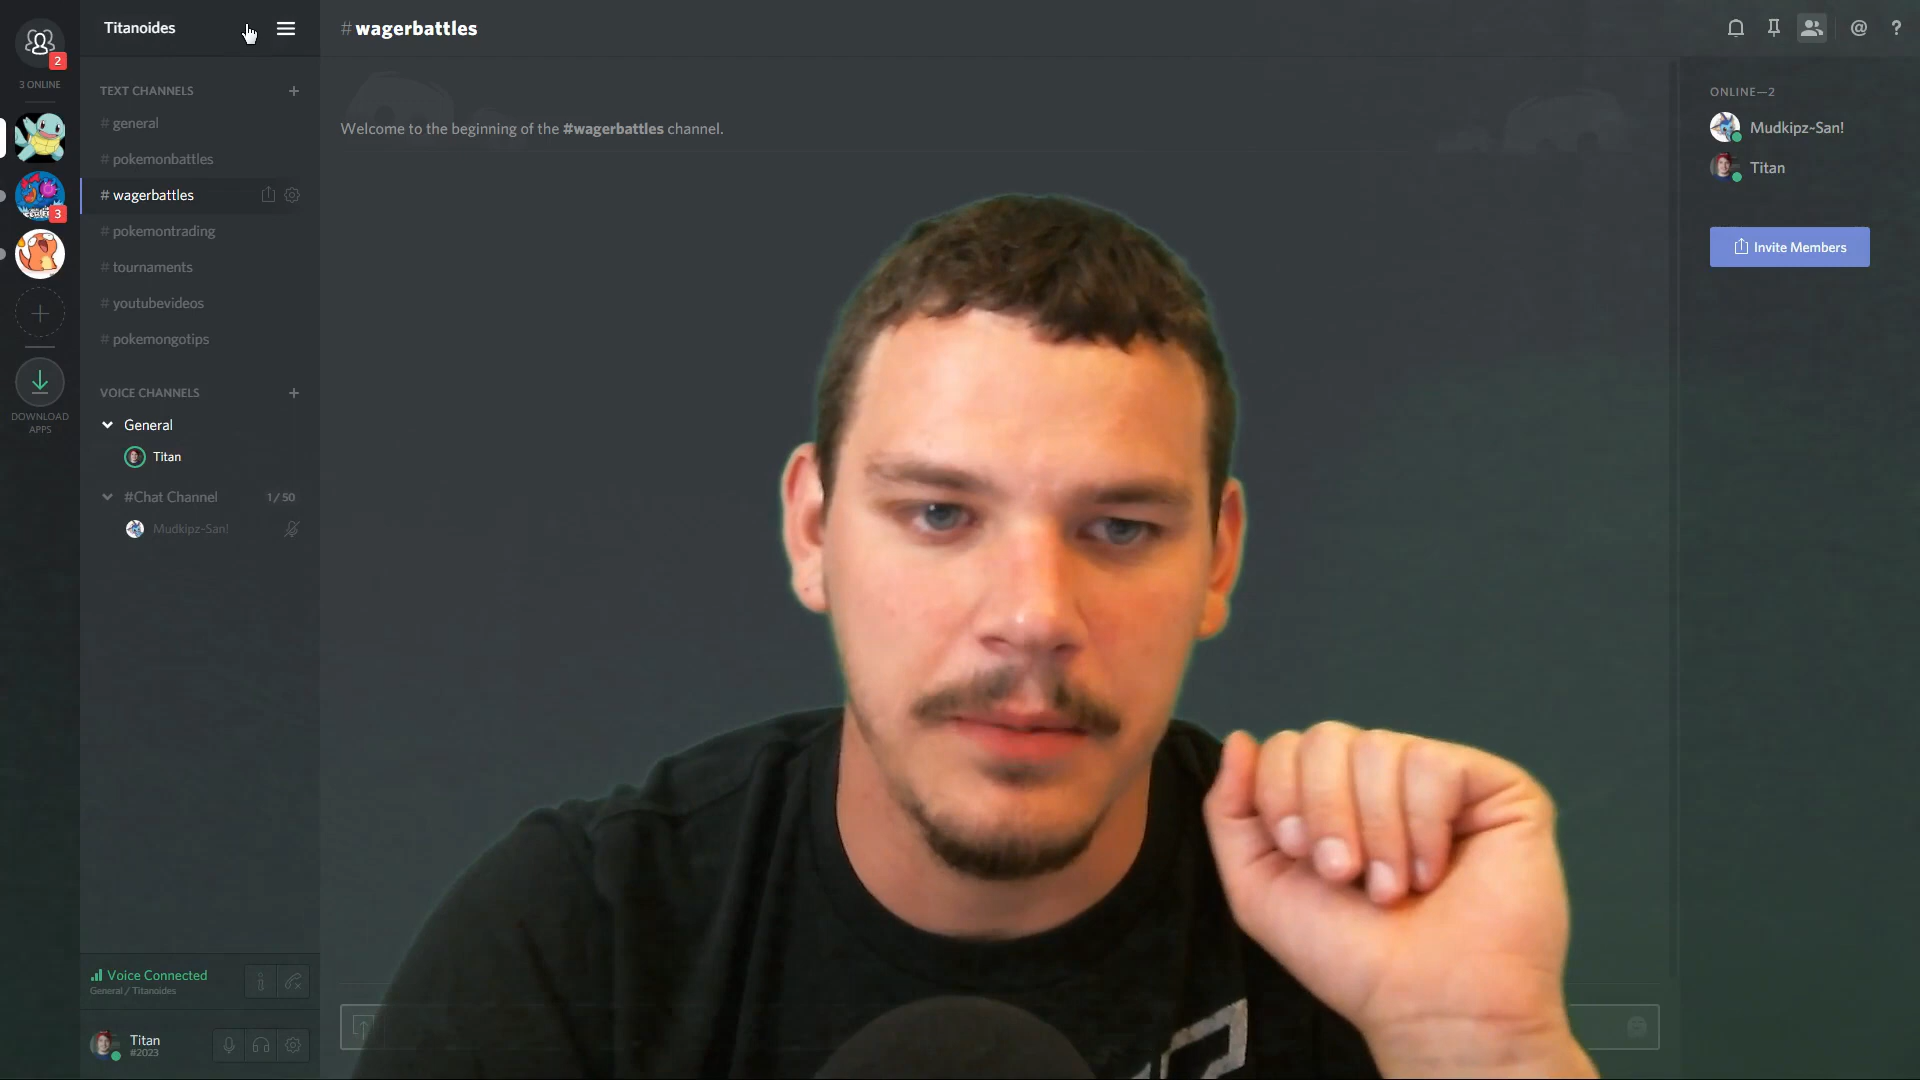 2
3 ONLINE
3
DOWNLOAD
APPS
Titanoides
TEXT CHANNELS
# general
# pokemonbattles
# wagerbattles
# pokemontrading
# tournaments
# youtubevideos
# pokemongotips
VOICE CHANNELS
General
Titan
#Chat Channel 1/50
Mudkipz-San!
Voice Connected
General / Titanoides
Titan
#2023
#wagerbattles
Welcome to the beginning of the #wagerbattles channel.
@ ?
ONLINE—2
Mudkipz-San!
Titan
Invite Members